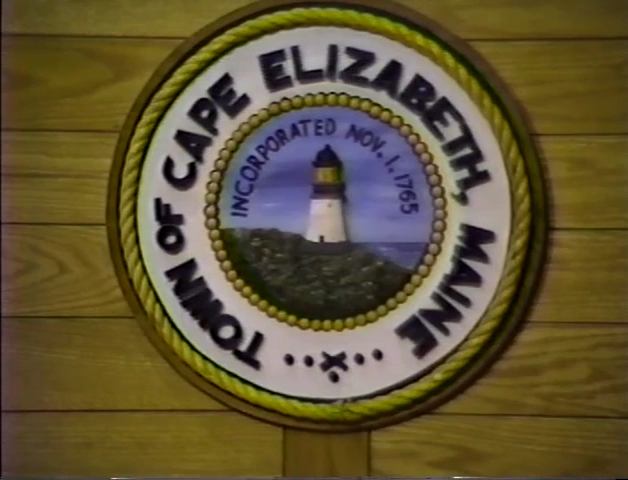 TOWN OF CAPE ELIZABETH, MAINE
INCORPORATED NOV. 1, 1765